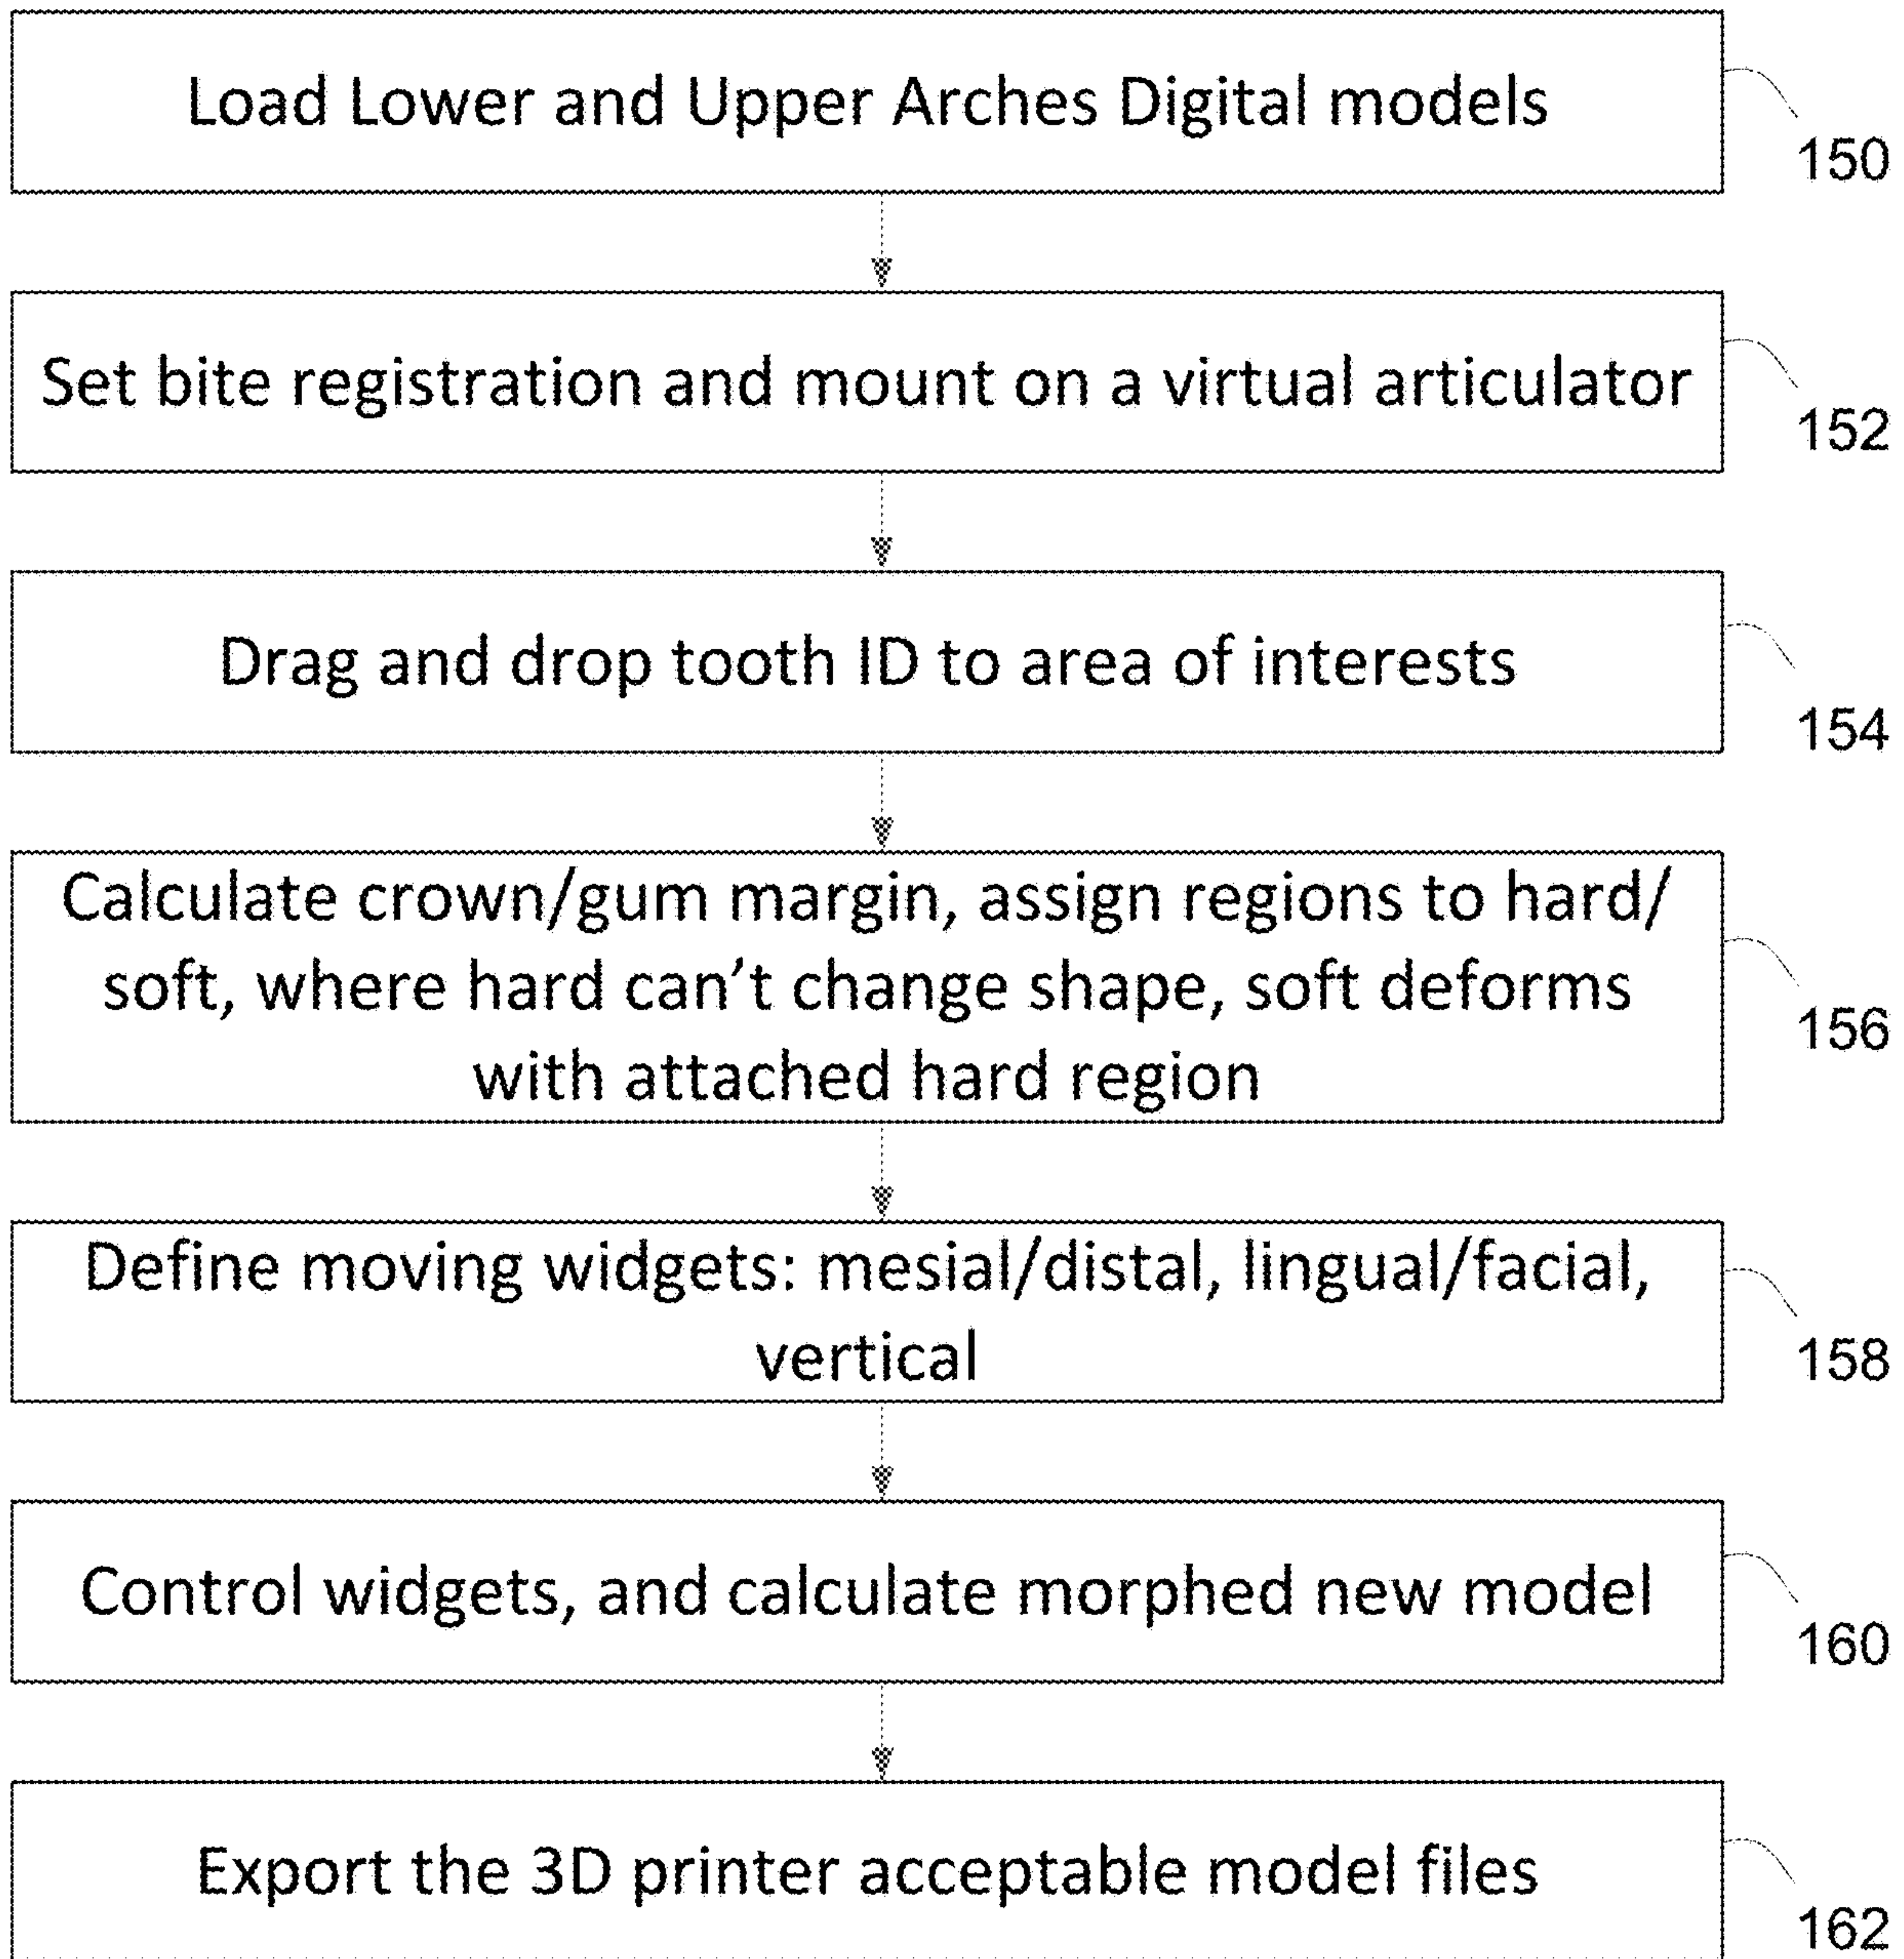 Load Lower and Upper Arches Digital models
150
Set bite registration and mount on a virtual articulator
152
Drag and drop tooth ID to area of interests
154
Calculate crown/gum margin, assign regions to hard/
soft, where hard can’t change shape, soft deforms
with attached hard region
156
Define moving widgets: mesial/distal, lingual/facial,
vertical
158
Control widgets, and calculate morphed new model
160
Export the 3D printer acceptable model files
162